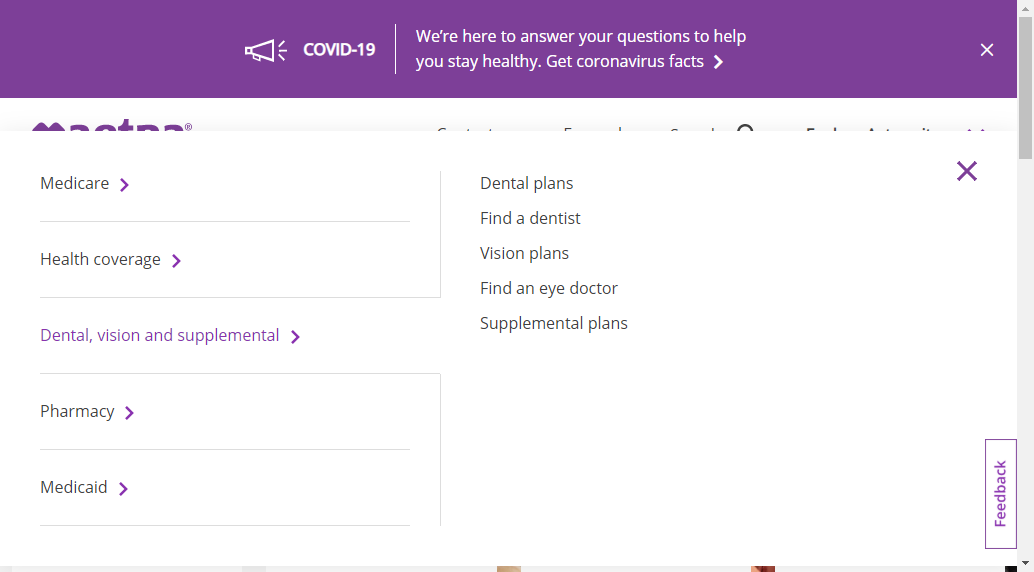 COVID-19
We're here to answer your questions to help
you stay healthy. Get coronavirus facts
aetna®
Medicare
Health coverage
Dental, vision and supplemental
Pharmacy
Medicaid
Dental plans
Find a dentist
Vision plans
Find an eye doctor
Supplemental plans
Feedback